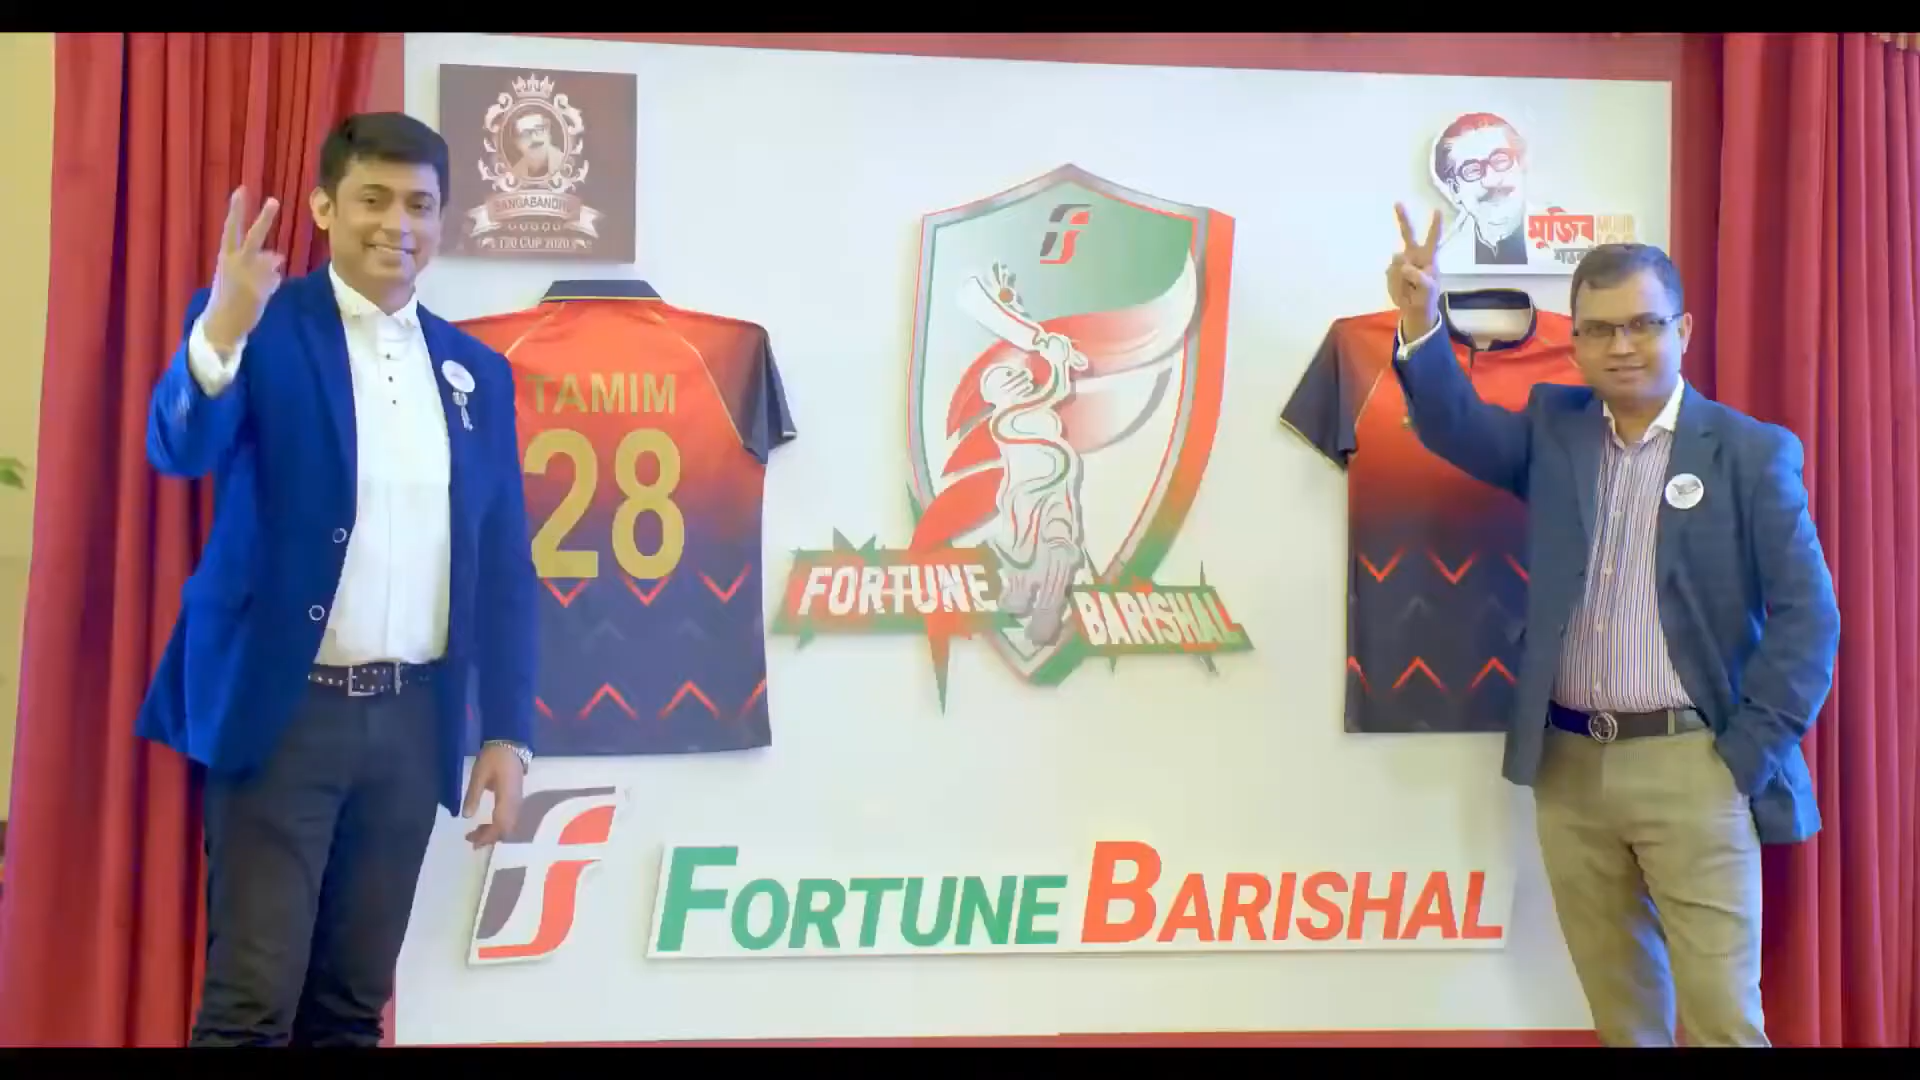 BANGABANDHU
T20 CUP 2020
মুজিব
TAMIM
28
FORTUNE
BARISHAL
FORTUNE BARISHAL